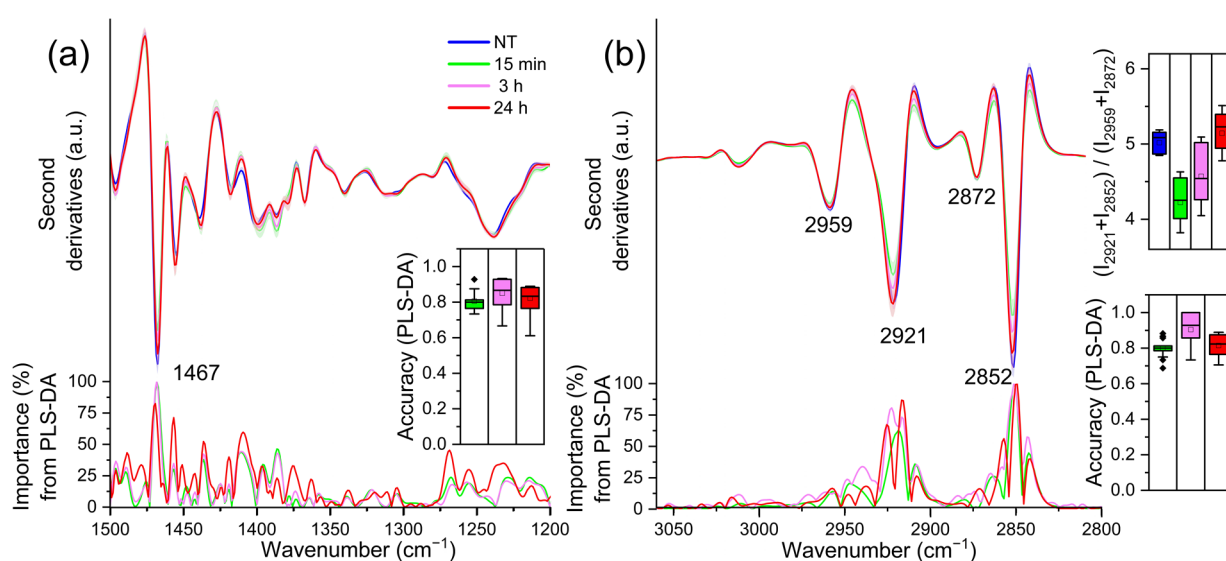 (a)
NT
15 min
3 h
24 h
Second
derivatives (a.u.)
1467
Accuracy (PLS-DA)
1.0
0.8
0.6
0.4
0.2
0.0
Importance (%)
from PLS-DA
100
75
50
25
0
1500
1450
1400
1350
1300
1250
1200
Wavenumber (cm⁻¹)
(b)
Second
derivatives (a.u.)
2959
2872
2921
2852
Importance (%)
from PLS-DA
100
75
50
25
0
3050
3000
2950
2900
2850
2800
Wavenumber (cm⁻¹)
(I₂₉₂₁+I₂₈₅₂) / (I₂₉₅₉+I₂₈₇₂)
6
5
4
Accuracy (PLS-DA)
1.0
0.8
0.6
0.4
0.2
0.0